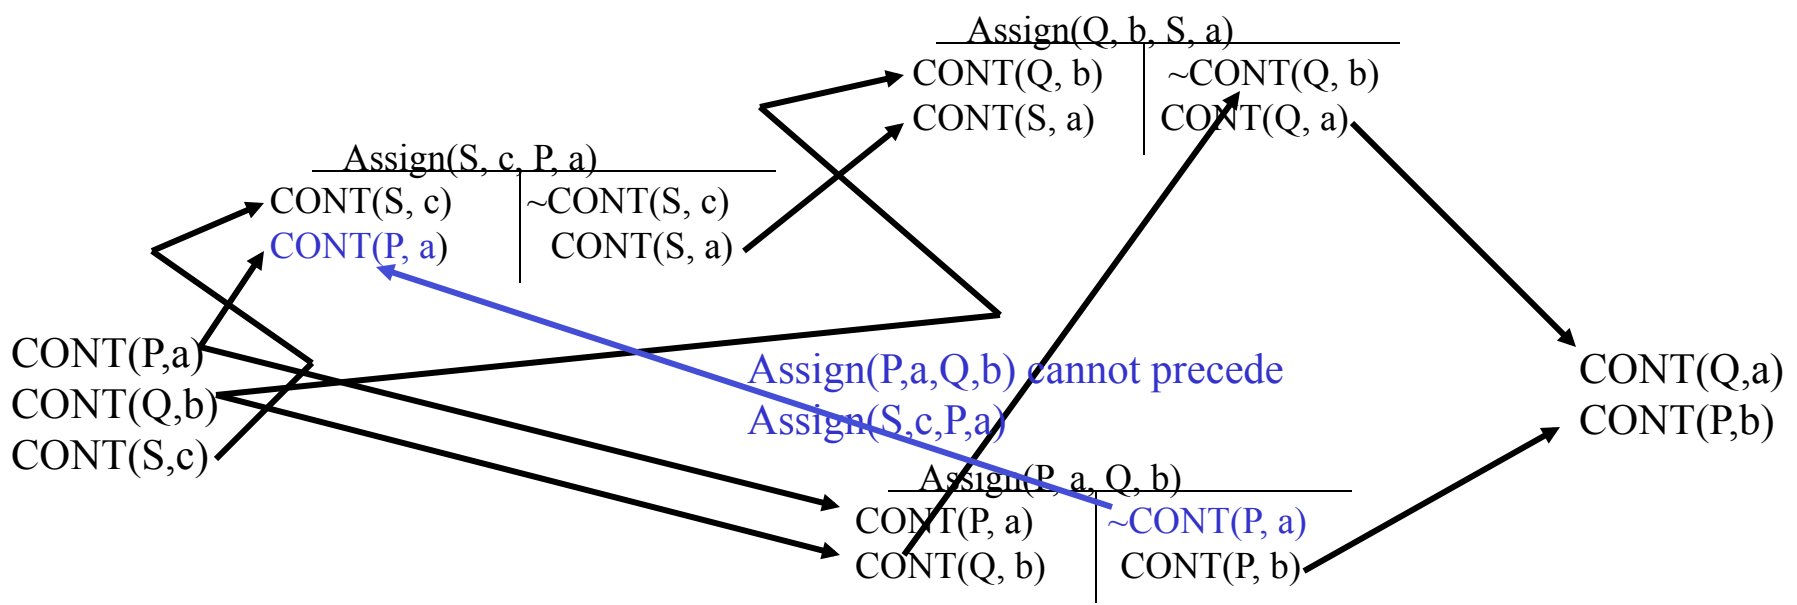 Assign(Q, b, S, a)
CONT(Q, b) ~CONT(Q, b)
CONT(S, a) CONT(Q, a)
Assign(S, c, P, a)
CONT(S, c) ~CONT(S, c)
CONT(P, a) CONT(S, a)
CONT(P,a)
CONT(Q,b)
CONT(S,c)
Assign(P,a,Q,b) cannot precede
Assign(S,c,P,a)
CONT(Q,a)
CONT(P,b)
Assign(P, a, Q, b)
CONT(P, a) ~CONT(P, a)
CONT(Q, b) CONT(P, b)